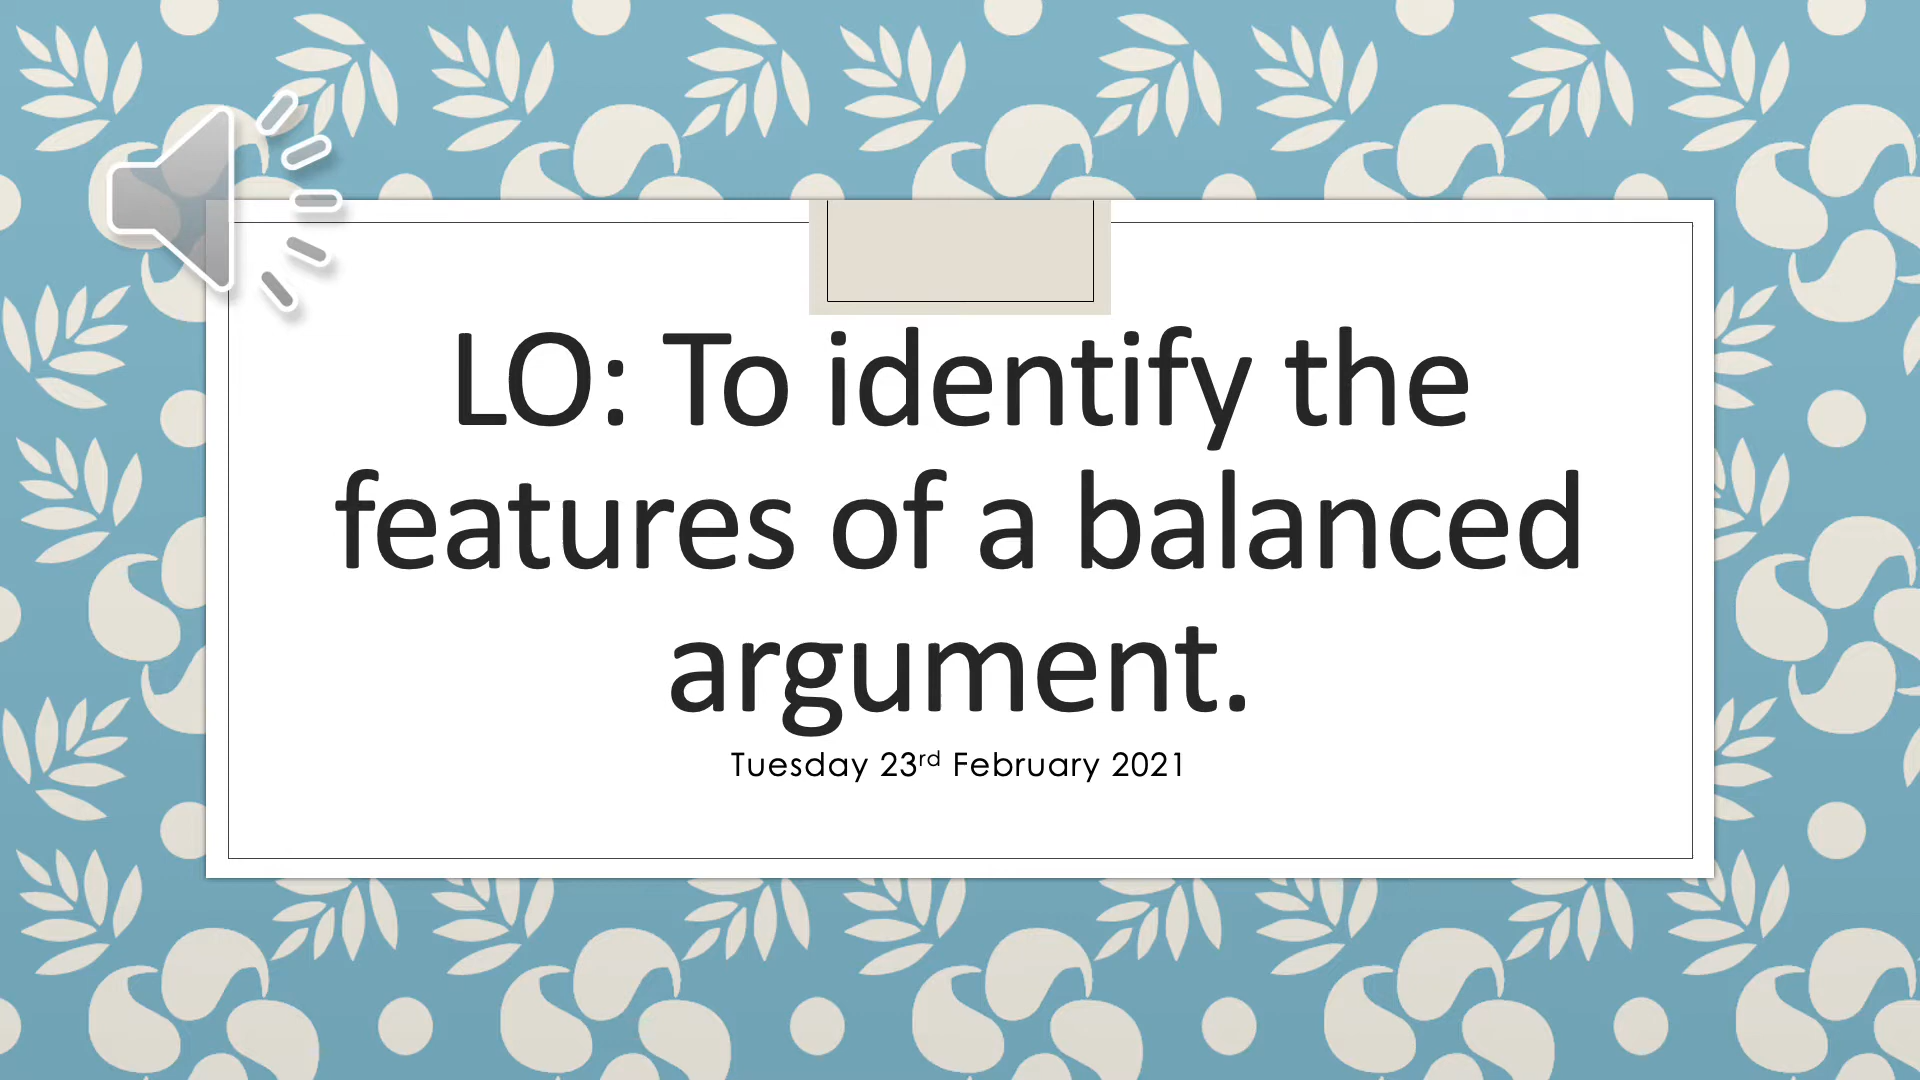 LO: To identify the
features of a balanced
argument.
Tuesday 23rd February 2021